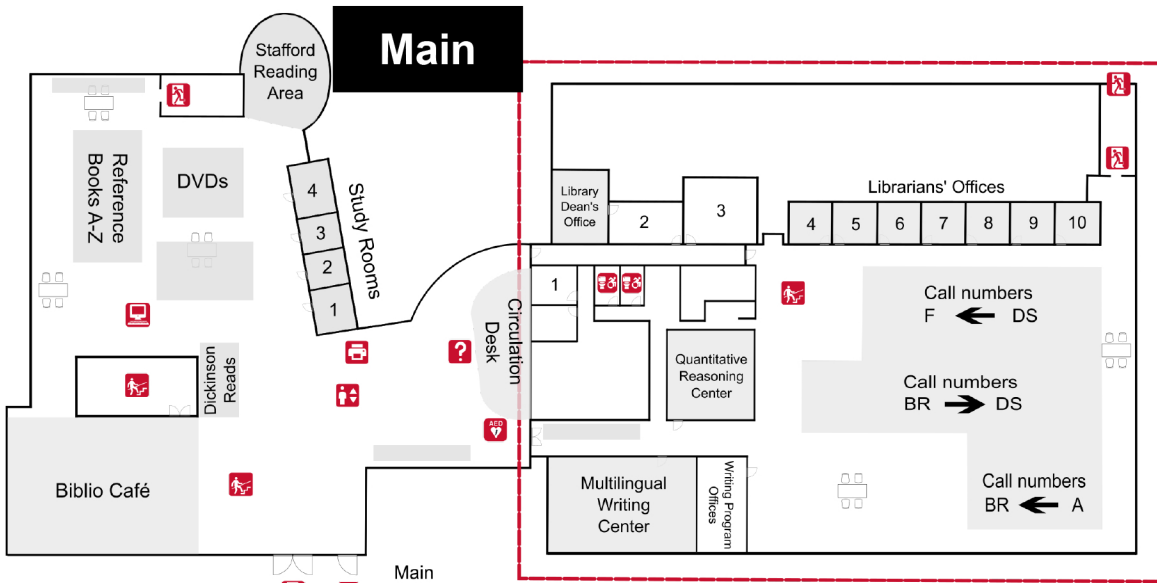 Main
Stafford
Reading
Area
Reference
Books A-Z
DVDs
4
3
2
1
Study Rooms
Library
Dean's
Office
2
3
Librarians' Offices
4
5
6
7
8
9
10
1
Circulation
Desk
Call numbers
F
DS
Quantitative
Reasoning
Center
Call numbers
BR
DS
Dickinson
Reads
?
AED
Biblio Café
Multilingual
Writing
Center
Writing Program
Offices
Call numbers
BR
A
Main